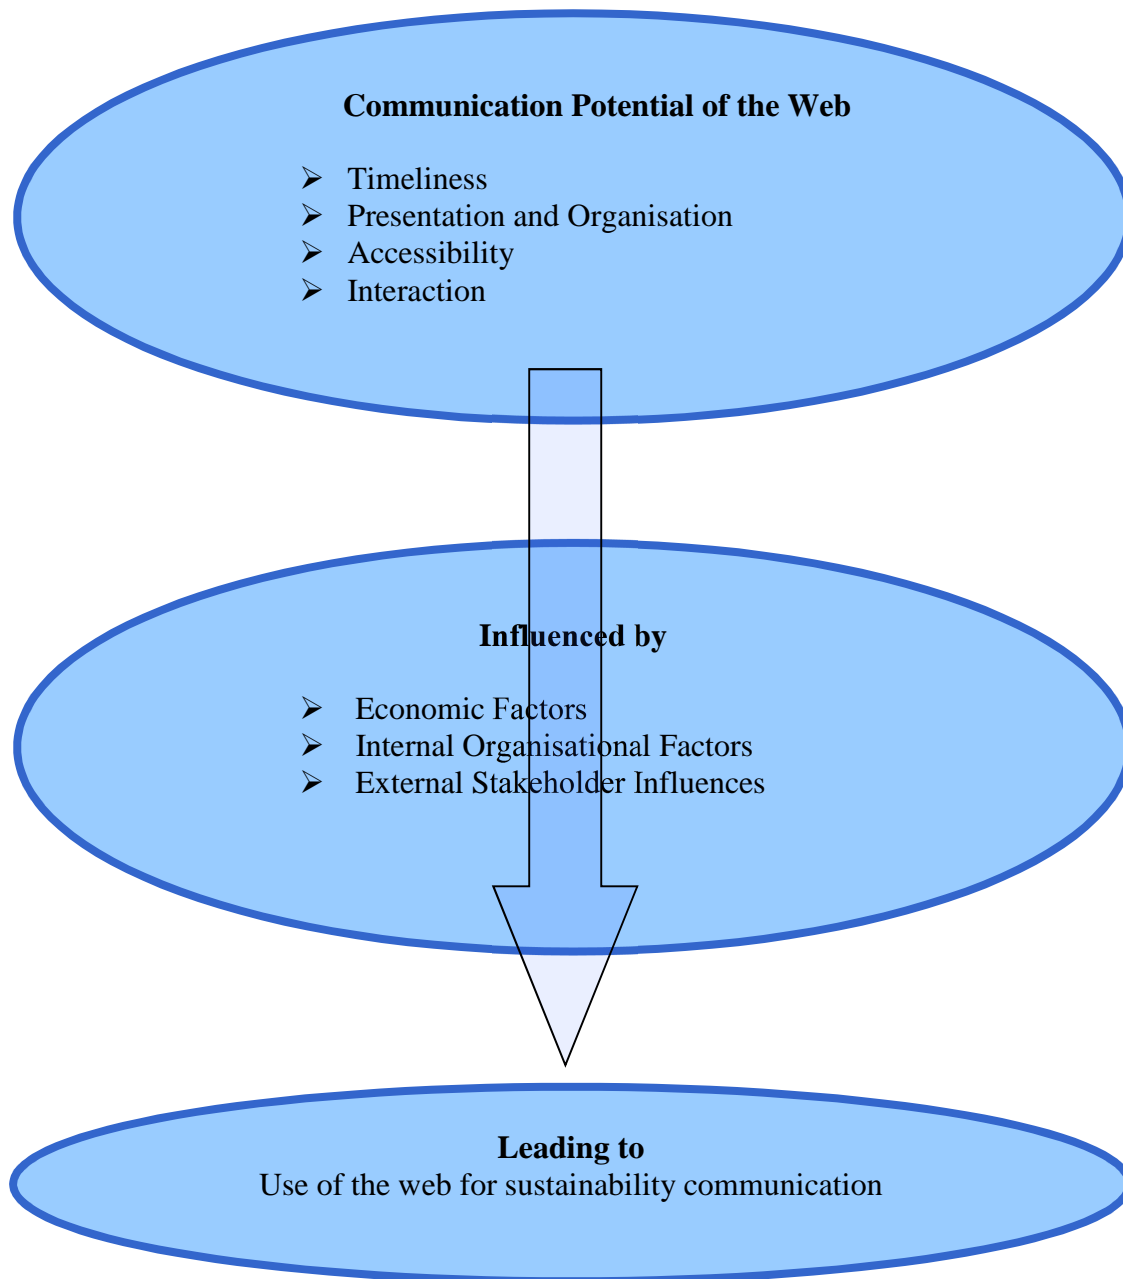 Communication Potential of the Web
➢ Timeliness
➢ Presentation and Organisation
➢ Accessibility
➢ Interaction
Influenced by
➢ Economic Factors
➢ Internal Organisational Factors
➢ External Stakeholder Influences
Leading to
Use of the web for sustainability communication